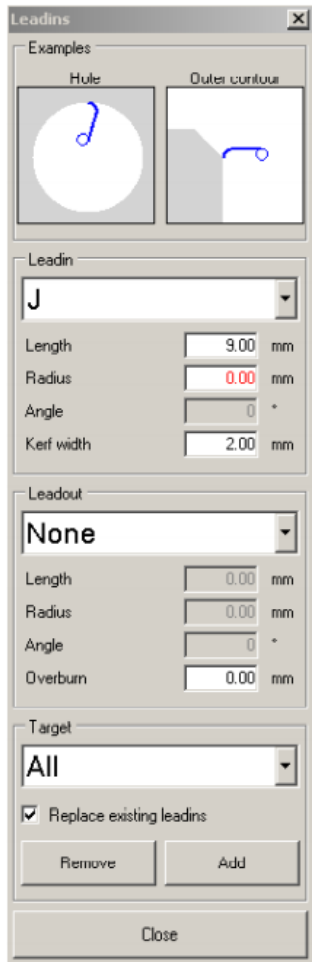 Leadins
Examples
Hole Outer contour
Leadin
J
Length 9.00 mm
Radius 0.00 mm
Angle 0 °
Kerf width 2.00 mm
Leadout
None
Length 0.00 mm
Radius 0.00 mm
Angle 0 °
Overburn 0.00 mm
Target
All
Replace existing leadins
Remove Add
Close